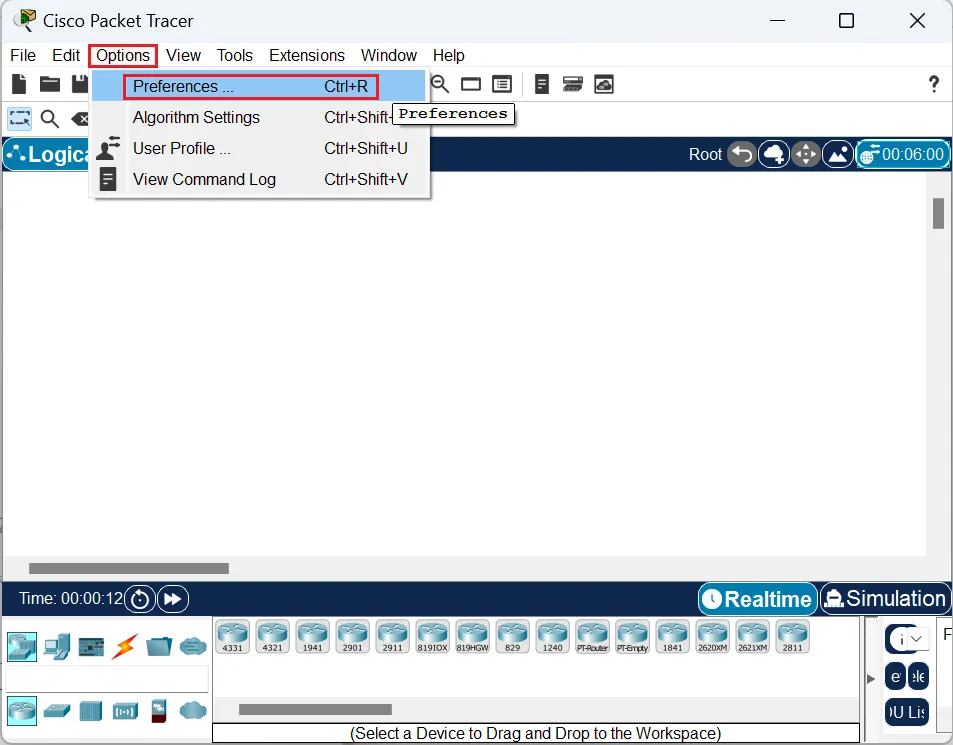 Cisco Packet Tracer
File Edit Options View Tools Extensions Window Help
Preferences ... Ctrl+R
?
Algorithm Settings Ctrl+Shift-
Preferences
User Profile ... Ctrl+Shift+U
Logica
Root
00:06:00
View Command Log Ctrl+Shift+V
Time: 00:00:12
Realtime
Simulation
4331 4321 1941 2901 2911 819IOX 819HGW 829 1240 PT-Router PT-Empty 1841 2620XM 2621XM 2811
i
F
e' ele
OU Lis
(Select a Device to Drag and Drop to the Workspace)